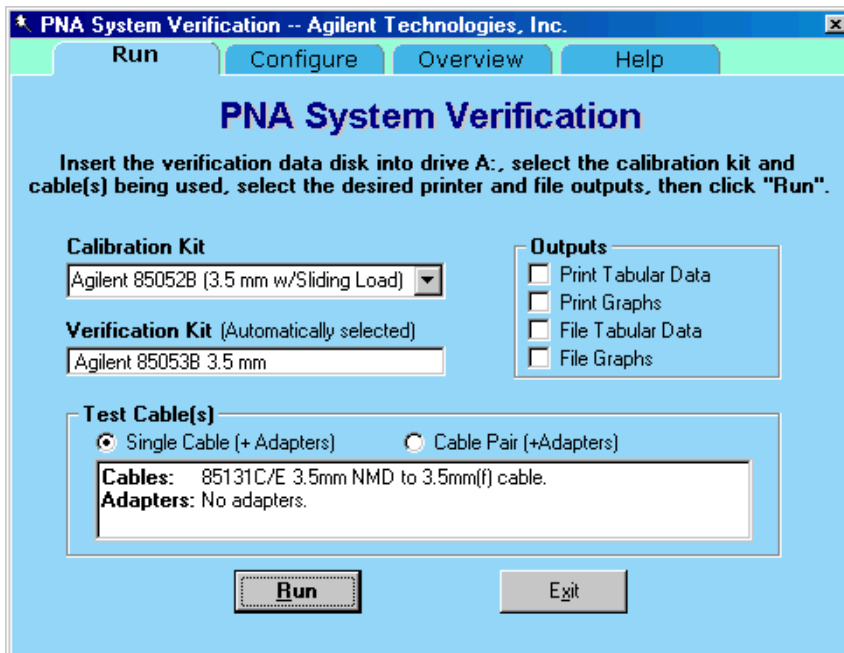 PNA System Verification -- Agilent Technologies, Inc.
Run
Configure
Overview
Help
PNA System Verification
Insert the verification data disk into drive A:, select the calibration kit and
cable(s) being used, select the desired printer and file outputs, then click "Run".
Calibration Kit
Agilent 85052B (3.5 mm w/Sliding Load)
Verification Kit (Automatically selected)
Agilent 85053B 3.5 mm
Outputs
Print Tabular Data
Print Graphs
File Tabular Data
File Graphs
Test Cable(s)
Single Cable (+ Adapters)
Cable Pair (+Adapters)
Cables: 85131C/E 3.5mm NMD to 3.5mm(f) cable.
Adapters: No adapters.
Run
Exit